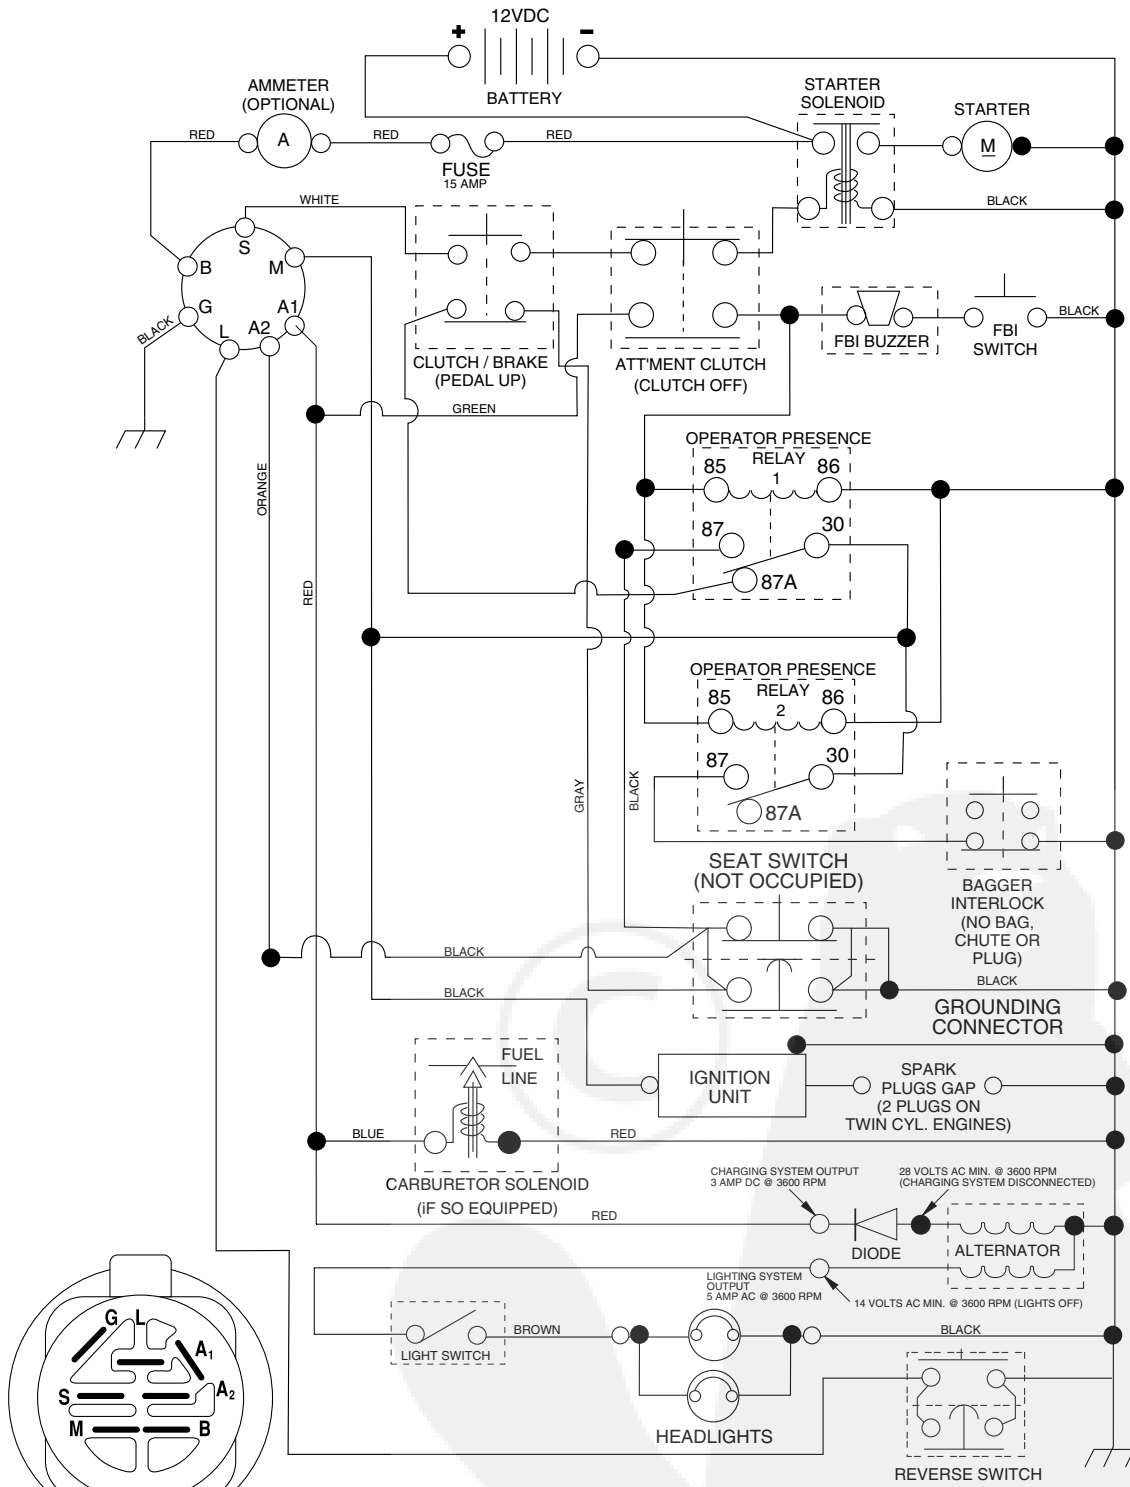 12VDC
+
−
BATTERY
AMMETER
(OPTIONAL)
STARTER
SOLENOID
STARTER
RED
A
RED
RED
M
FUSE
15 AMP
WHITE
BLACK
S
B
M
G
A1
A2
L
BLACK
CLUTCH / BRAKE
(PEDAL UP)
ATT'MENT CLUTCH
(CLUTCH OFF)
FBI BUZZER
FBI
SWITCH
BLACK
GREEN
OPERATOR PRESENCE
RELAY
1
85
86
87
30
87A
ORANGE
RED
OPERATOR PRESENCE
RELAY
2
85
86
87
30
87A
GRAY
BLACK
SEAT SWITCH
(NOT OCCUPIED)
BAGGER
INTERLOCK
(NO BAG,
CHUTE OR
PLUG)
BLACK
BLACK
BLACK
GROUNDING
CONNECTOR
FUEL
LINE
IGNITION
UNIT
SPARK
PLUGS GAP
(2 PLUGS ON
TWIN CYL. ENGINES)
BLUE
RED
CARBURETOR SOLENOID
(iF SO EQUIPPED)
CHARGING SYSTEM OUTPUT
3 AMP DC @ 3600 RPM
28 VOLTS AC MIN. @ 3600 RPM
(CHARGING SYSTEM DISCONNECTED)
RED
DIODE
ALTERNATOR
LIGHTING SYSTEM
OUTPUT
5 AMP AC @ 3600 RPM
14 VOLTS AC MIN. @ 3600 RPM (LIGHTS OFF)
BROWN
BLACK
LIGHT SWITCH
HEADLIGHTS
REVERSE SWITCH
G
L
A1
A2
S
M
B
©